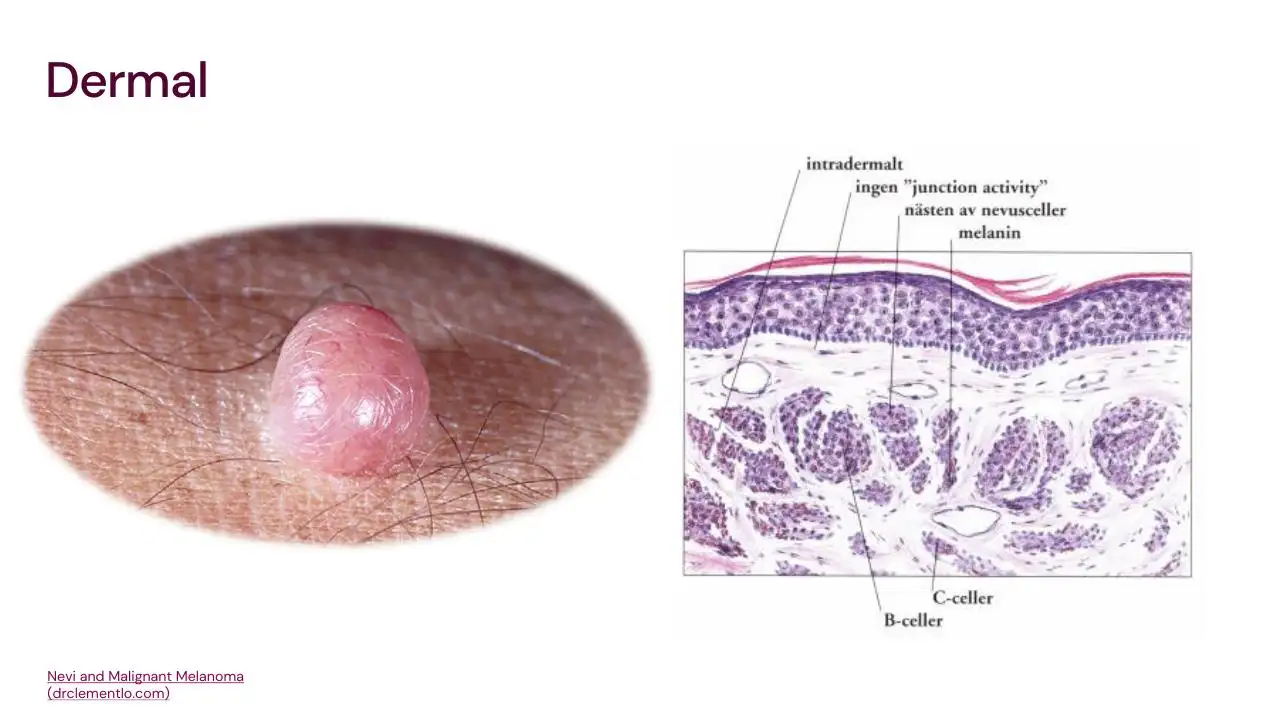 Dermal
intradermalt
ingen ”junction activity”
nästen av nevusceller
melanin
C-celler
B-celler
Nevi and Malignant Melanoma
(drclementlo.com)